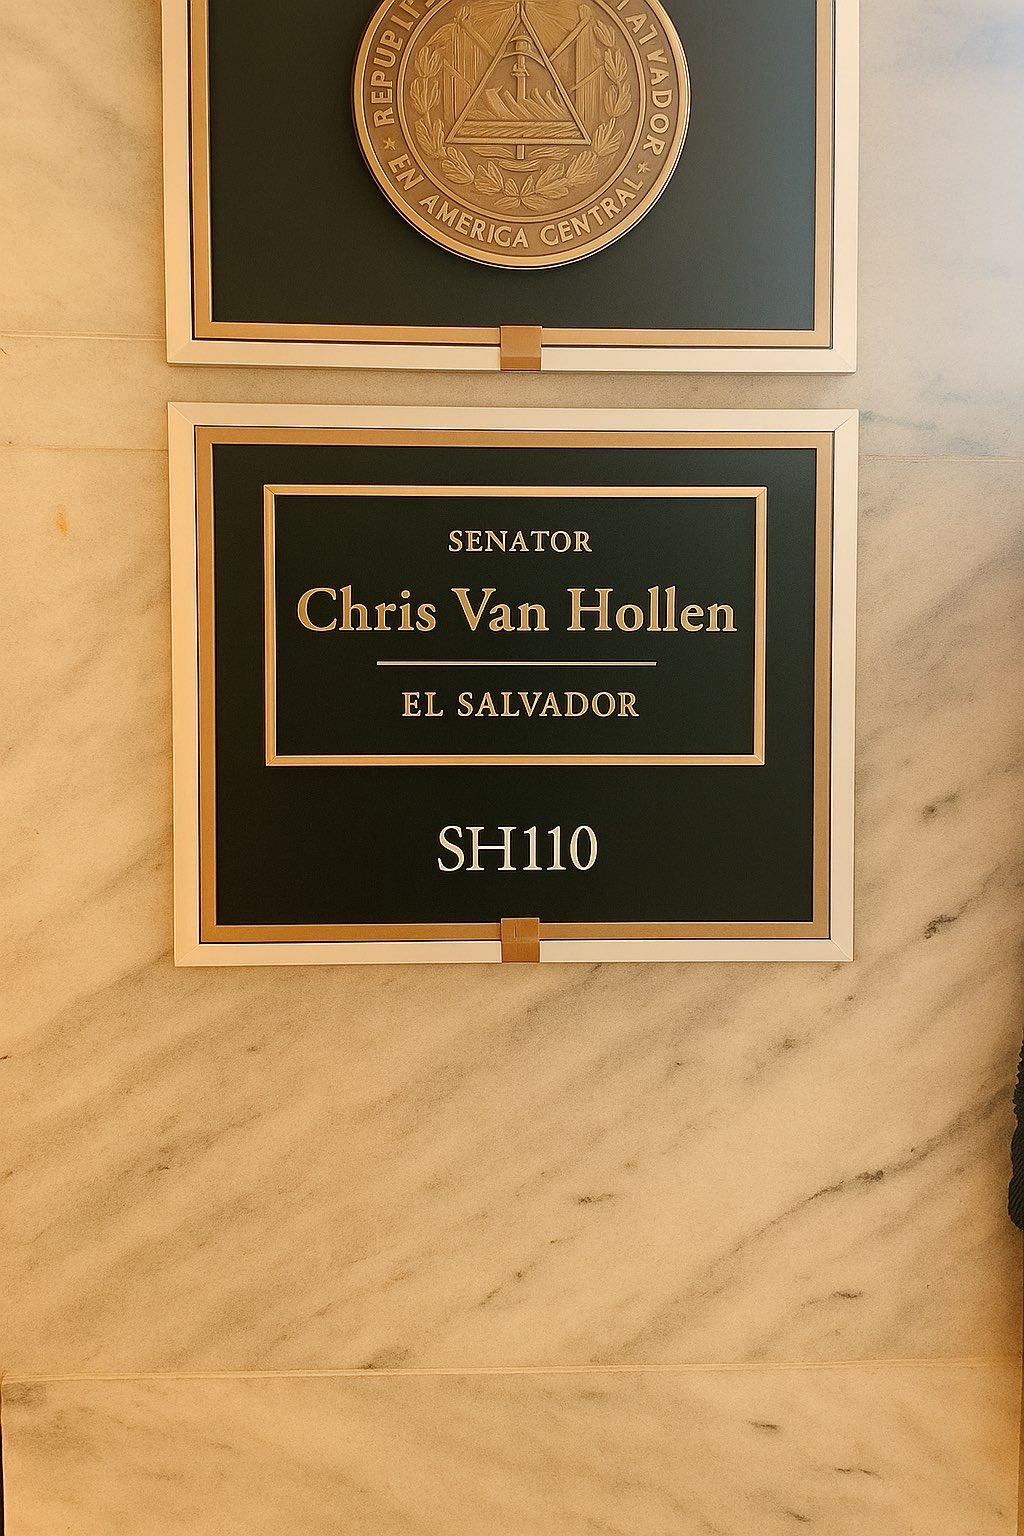 EN AMERICA CENTRAL
SENATOR
Chris Van Hollen
EL SALVADOR
SH110